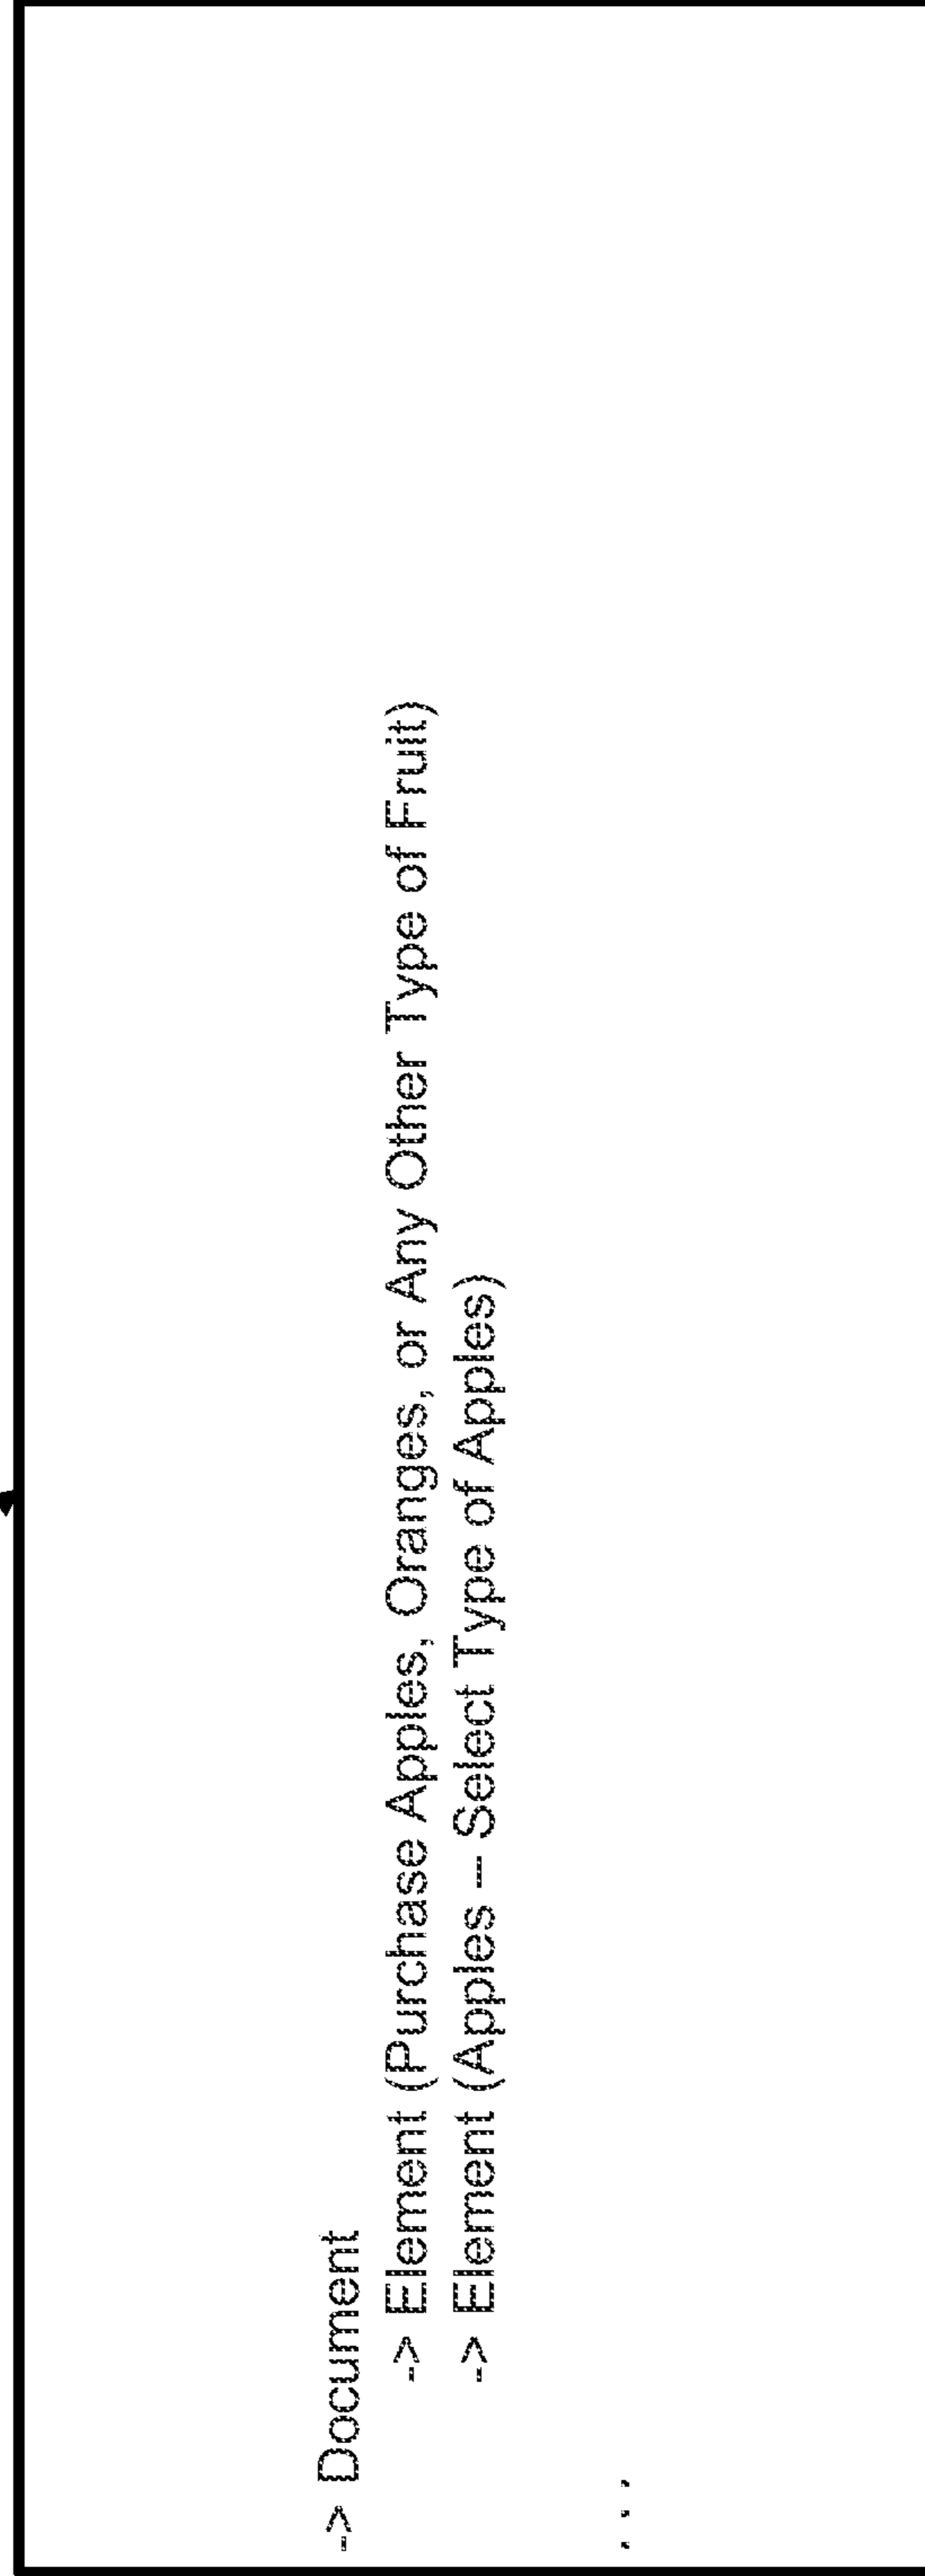 -> Document
-> Element (Purchase Apples, Oranges, or Any Other Type of Fruit)
-> Element (Apples – Select Type of Apples)
...